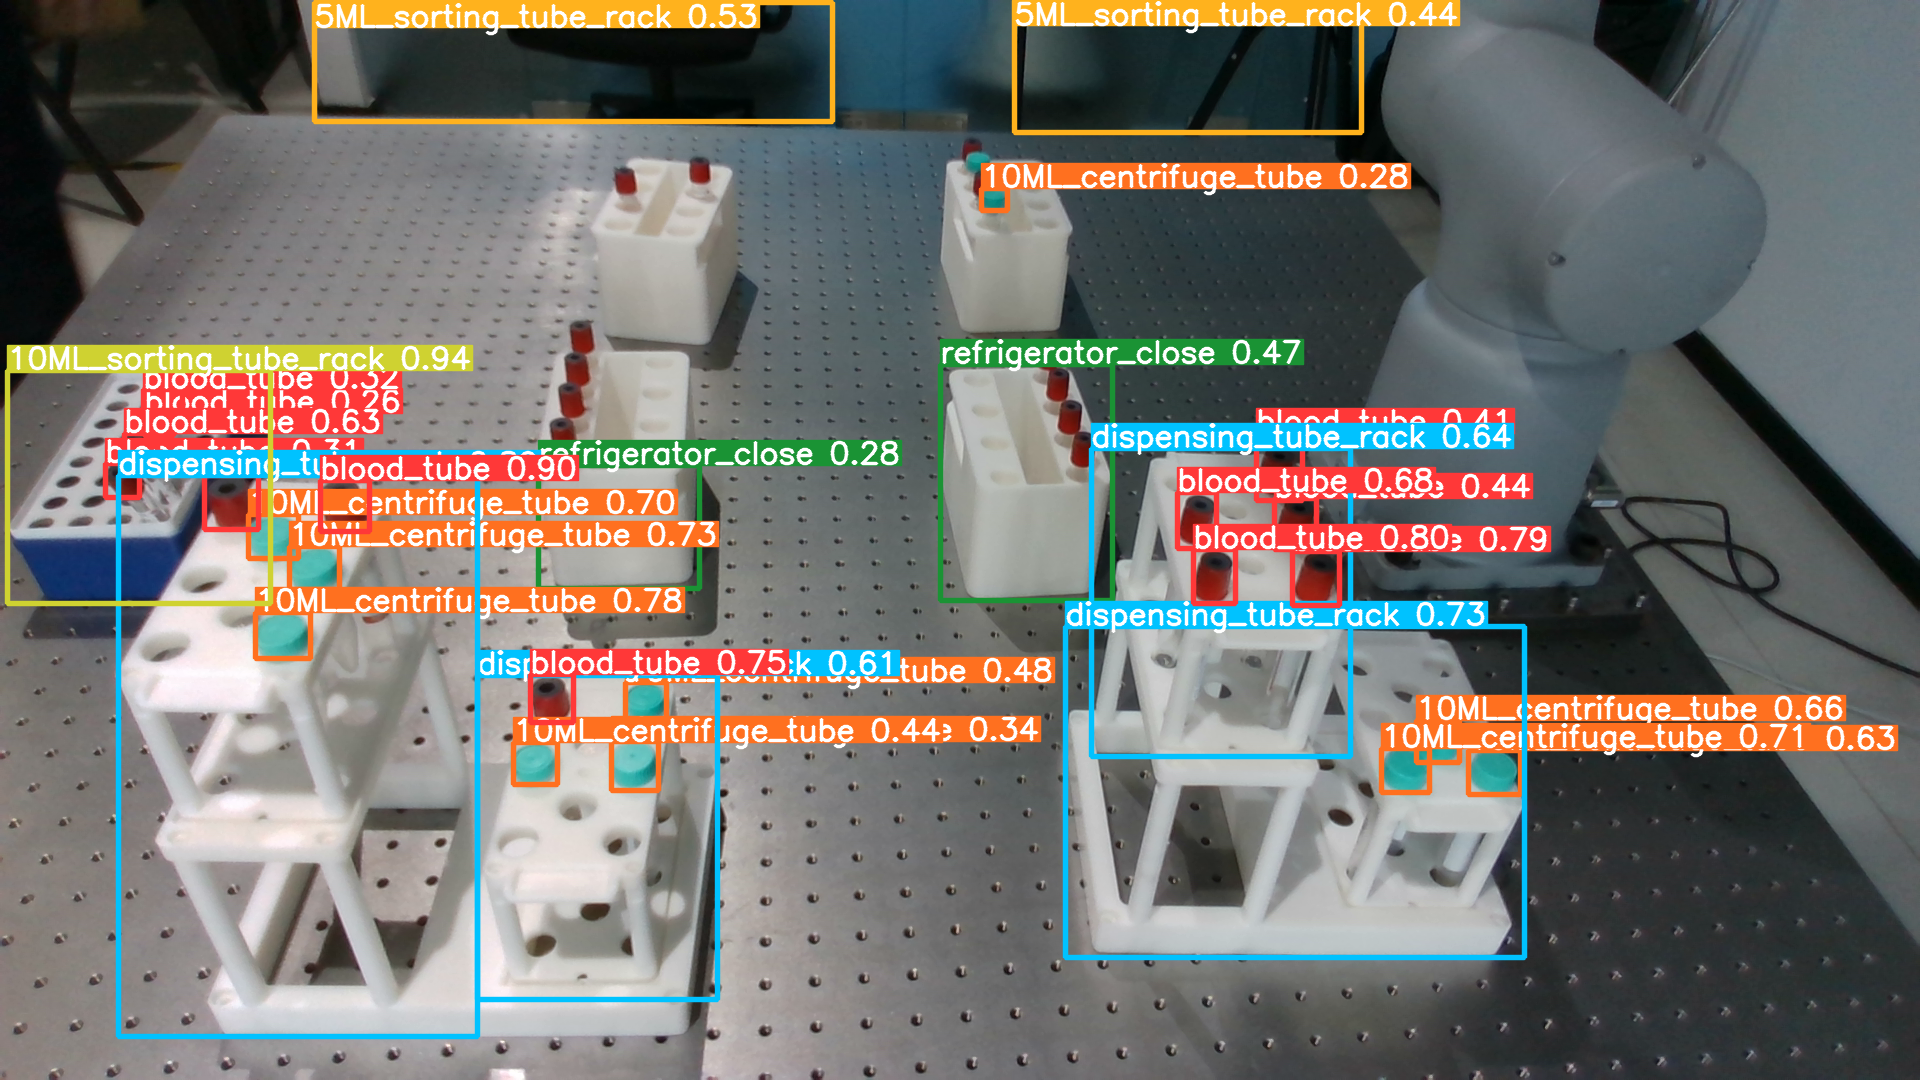 5ML_sorting_tube_rack 0.53
5ML_sorting_tube_rack 0.44
10ML_centrifuge_tube 0.28
refrigerator_close 0.47
10ML_sorting_tube_rack 0.94
blood_tube 0.32
blood_tube 0.26
blood_tube 0.63
blood_tube 0.41
dispensing_tube_rack 0.64
refrigerator_close 0.28
blood_tube 0.90
blood_tube 0.68
0.44
10ML_centrifuge_tube 0.70
10ML_centrifuge_tube 0.73
blood_tube 0.80
0.79
10ML_centrifuge_tube 0.78
dispensing_tube_rack 0.73
blood_tube 0.75
0.61
0.48
10ML_centrifuge_tube 0.44
0.34
10ML_centrifuge_tube 0.66
10ML_centrifuge_tube 0.71
0.63